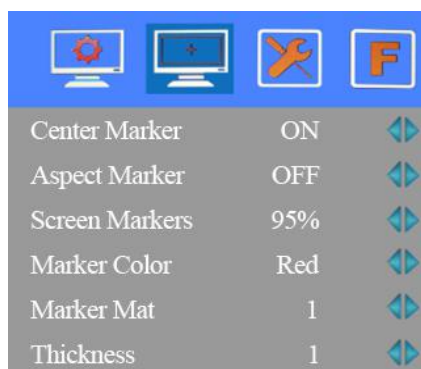 F
Center Marker ON
Aspect Marker OFF
Screen Markers 95%
Marker Color Red
Marker Mat 1
Thickness 1